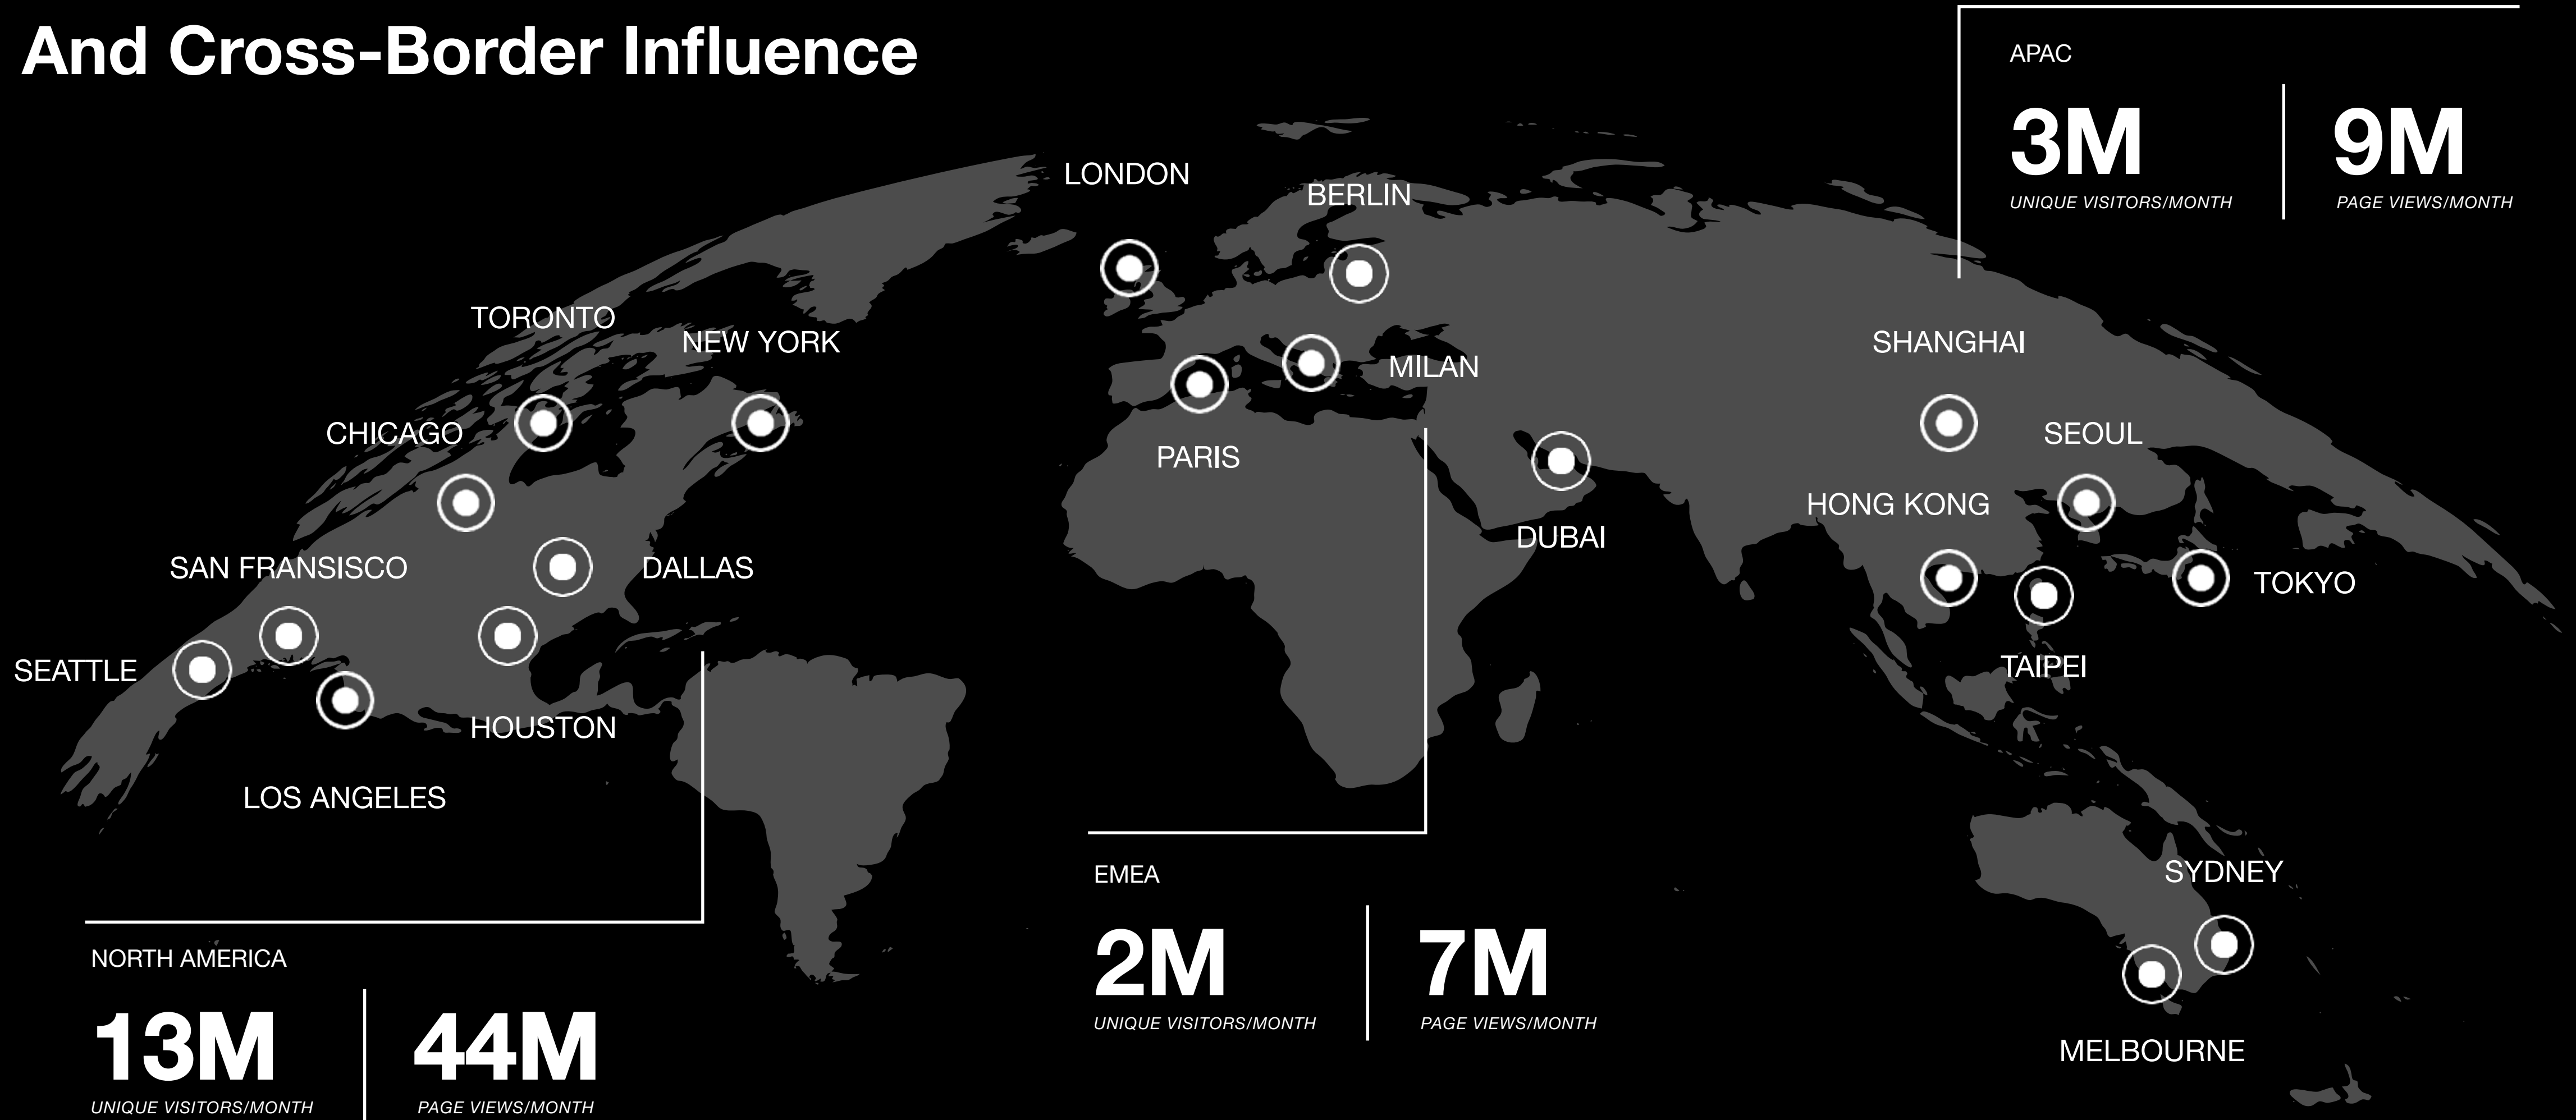 And Cross-Border Influence
APAC
3M
UNIQUE VISITORS/MONTH
9M
PAGE VIEWS/MONTH
LONDON
BERLIN
TORONTO
NEW YORK
SHANGHAI
MILAN
CHICAGO
SEOUL
PARIS
HONG KONG
DUBAI
SAN FRANSISCO
DALLAS
TOKYO
SEATTLE
TAIPEI
HOUSTON
LOS ANGELES
SYDNEY
MELBOURNE
EMEA
2M
UNIQUE VISITORS/MONTH
7M
PAGE VIEWS/MONTH
NORTH AMERICA
13M
UNIQUE VISITORS/MONTH
44M
PAGE VIEWS/MONTH